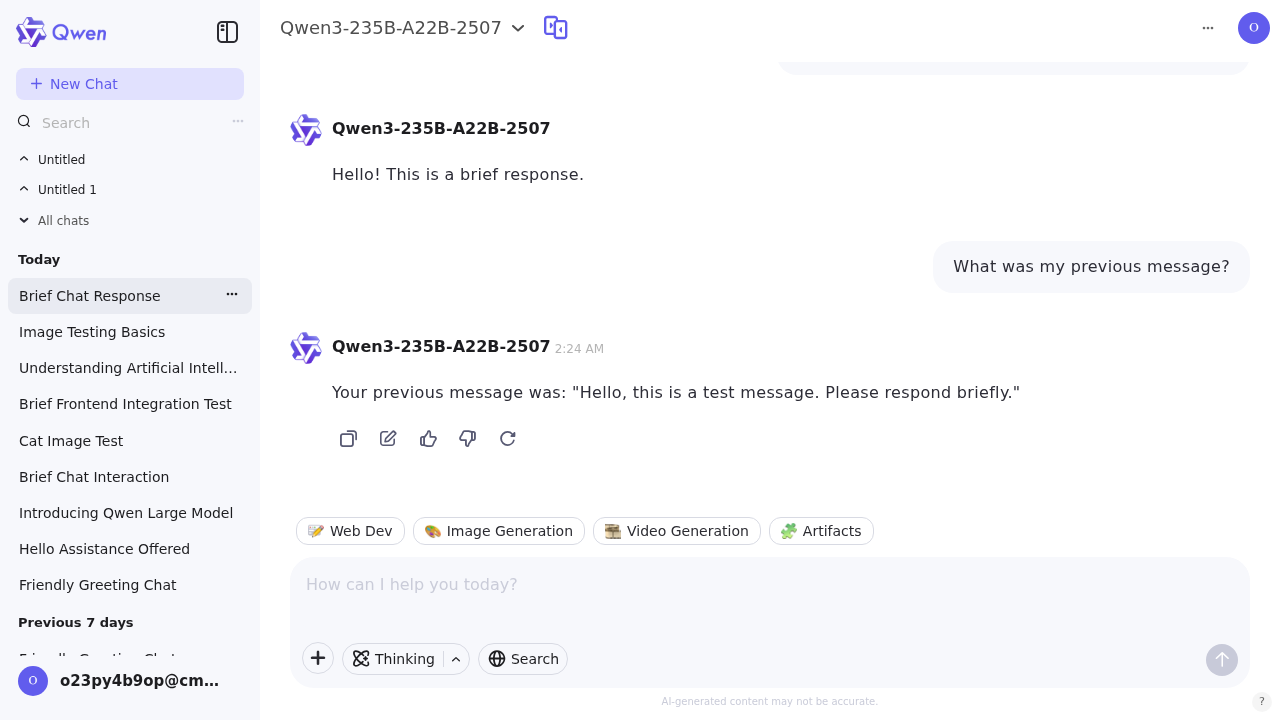 Qwen
New Chat
Search
Untitled
Untitled 1
All chats
Today
Brief Chat Response
Image Testing Basics
Understanding Artificial Intell...
Brief Frontend Integration Test
Cat Image Test
Brief Chat Interaction
Introducing Qwen Large Model
Hello Assistance Offered
Friendly Greeting Chat
Previous 7 days
Friendly Greeting Chat
O
o23py4b9op@cm...
Qwen3-235B-A22B-2507
O
Qwen3-235B-A22B-2507
Hello! This is a brief response.
What was my previous message?
Qwen3-235B-A22B-2507 2:24 AM
Your previous message was: "Hello, this is a test message. Please respond briefly."
Web Dev
Image Generation
Video Generation
Artifacts
How can I help you today?
Thinking
Search
AI-generated content may not be accurate.
?